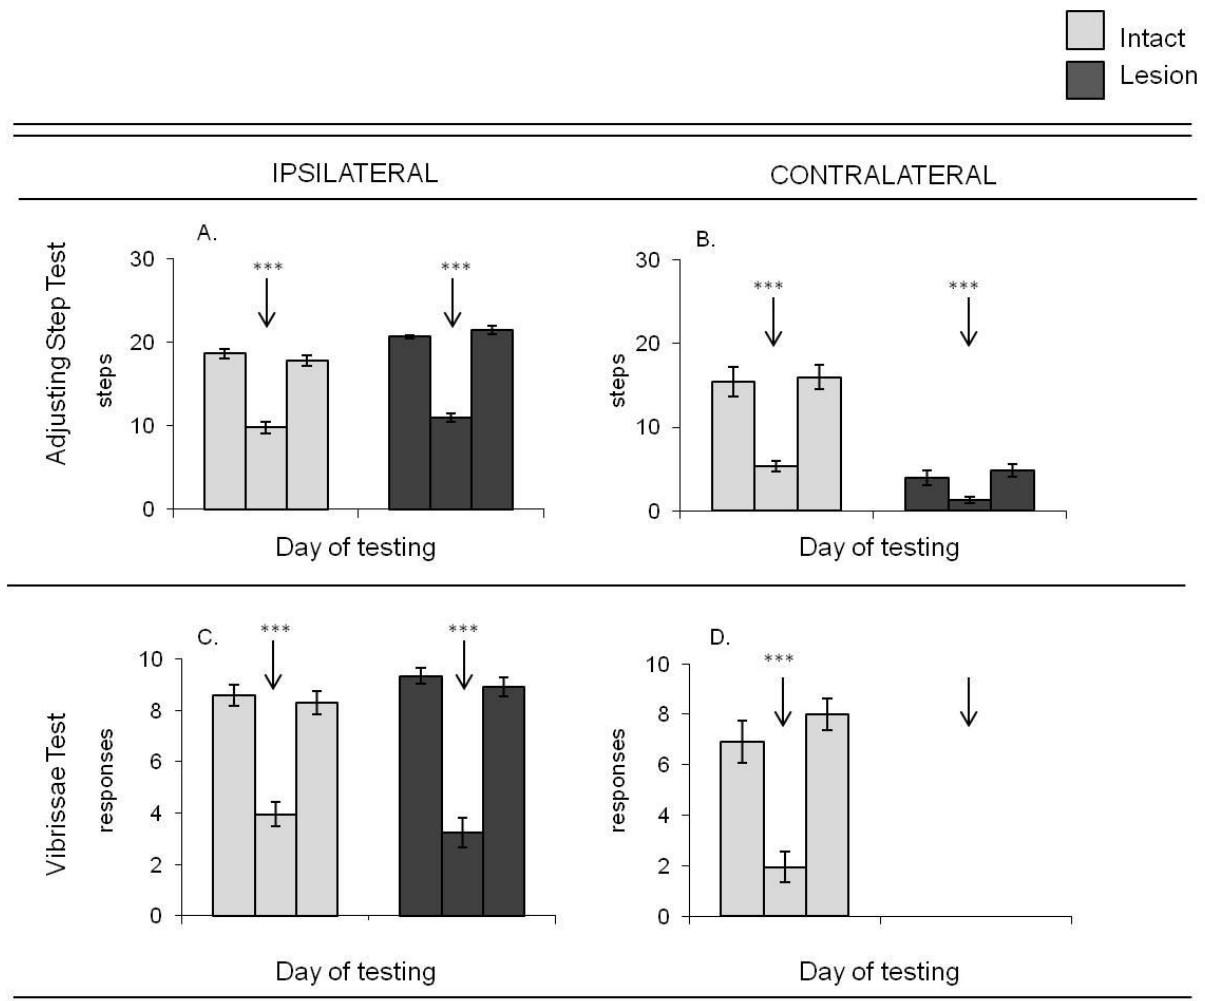 Intact
Lesion
IPSILATERAL
CONTRALATERAL
Adjusting Step Test
A.
steps
30
20
10
0
***
***
Day of testing
B.
steps
30
20
10
0
***
***
Day of testing
Vibrissae Test
C.
responses
10
8
6
4
2
0
***
***
Day of testing
D.
responses
10
8
6
4
2
0
***
Day of testing